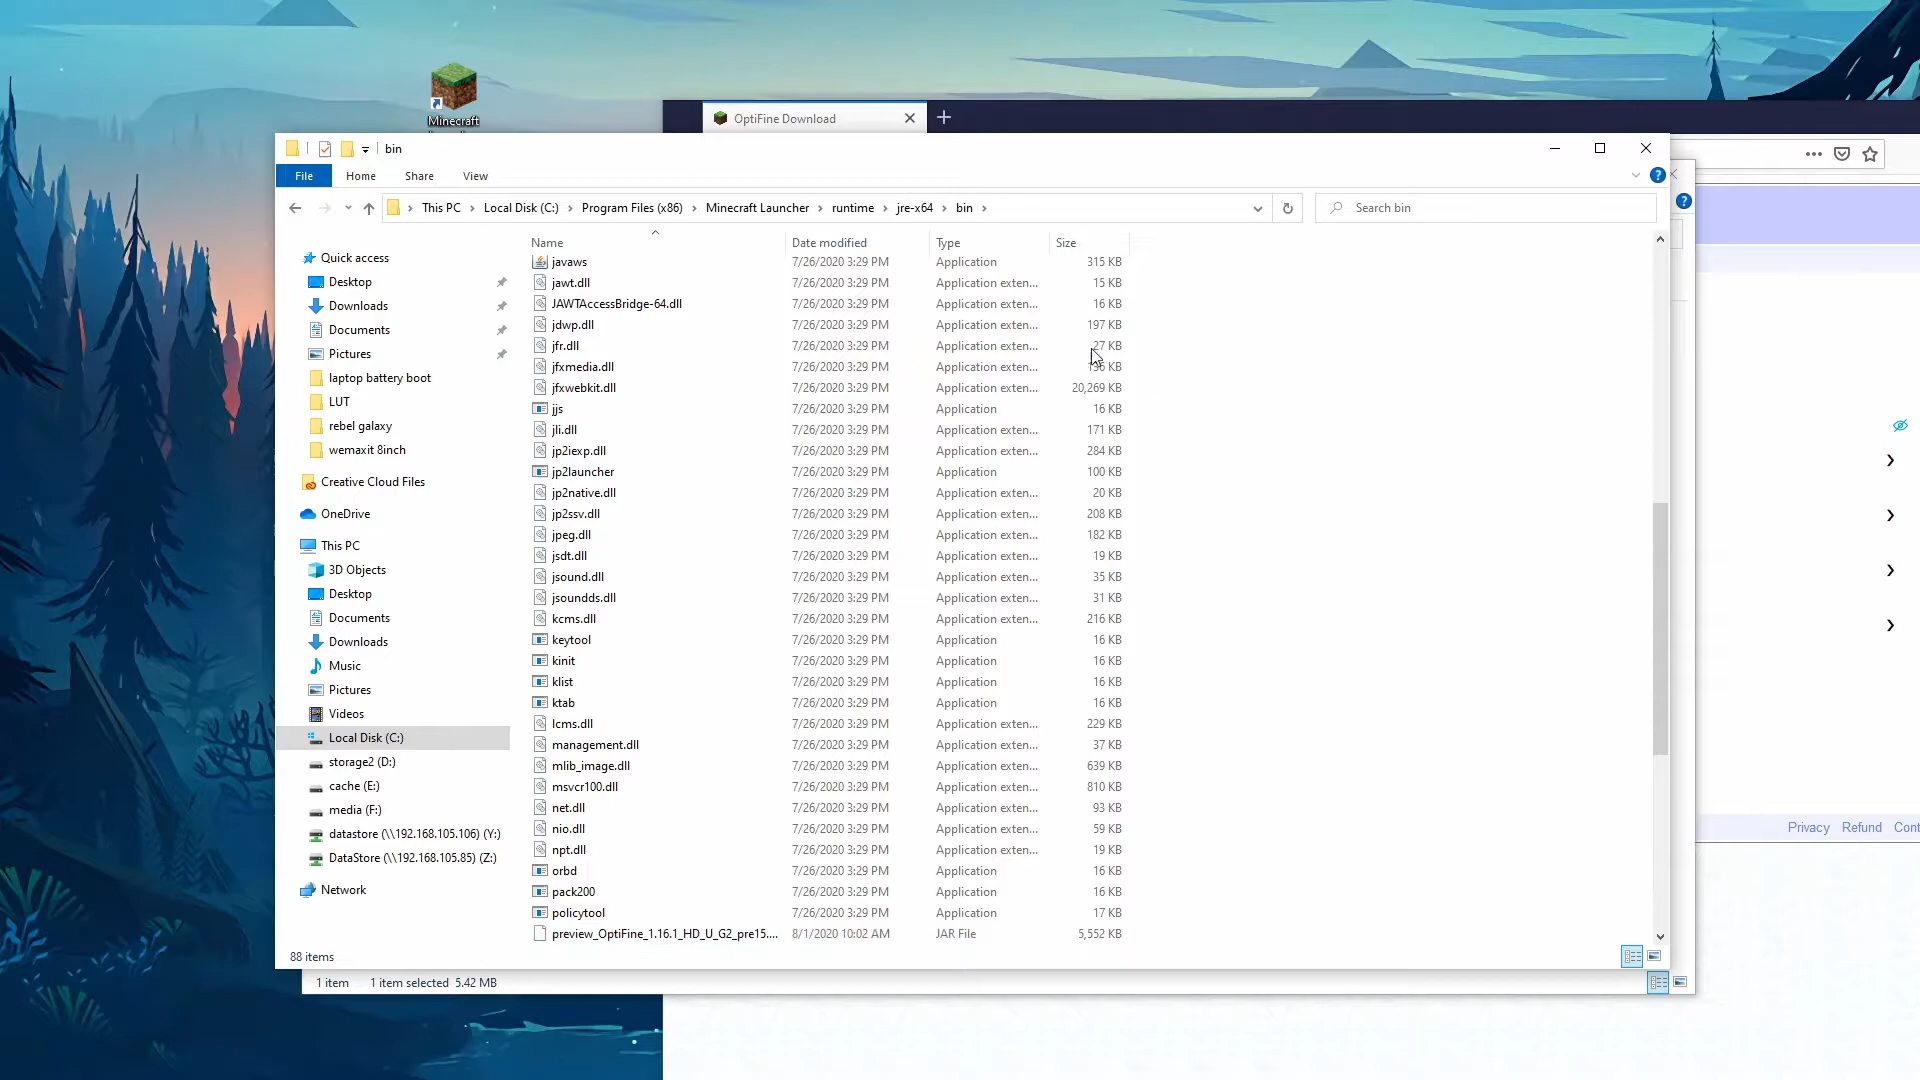 Minecraft
OptiFine Download
bin
File Home Share View
This PC Local Disk (C:) Program Files (x86) Minecraft Launcher runtime jre-x64 bin
Search bin
Quick access
Desktop
Downloads
Documents
Pictures
laptop battery boot
LUT
rebel galaxy
wemaxit 8inch
Creative Cloud Files
OneDrive
This PC
3D Objects
Desktop
Documents
Downloads
Music
Pictures
Videos
Local Disk (C:)
storage2 (D:)
cache (E:)
media (F:)
datastore (\\192.168.105.106) (Y:)
DataStore (\\192.168.105.85) (Z:)
Network
Name Date modified Type Size
javaws 7/26/2020 3:29 PM Application 315 KB
jawt.dll 7/26/2020 3:29 PM Application exten... 15 KB
JAWTAccessBridge-64.dll 7/26/2020 3:29 PM Application exten... 16 KB
jdwp.dll 7/26/2020 3:29 PM Application exten... 197 KB
jfr.dll 7/26/2020 3:29 PM Application exten... 27 KB
jfxmedia.dll 7/26/2020 3:29 PM Application exten... KB
jfxwebkit.dll 7/26/2020 3:29 PM Application exten... 20,269 KB
jjs 7/26/2020 3:29 PM Application 16 KB
jli.dll 7/26/2020 3:29 PM Application exten... 171 KB
jp2iexp.dll 7/26/2020 3:29 PM Application exten... 284 KB
jp2launcher 7/26/2020 3:29 PM Application 100 KB
jp2native.dll 7/26/2020 3:29 PM Application exten... 20 KB
jp2ssv.dll 7/26/2020 3:29 PM Application exten... 208 KB
jpeg.dll 7/26/2020 3:29 PM Application exten... 182 KB
jsdt.dll 7/26/2020 3:29 PM Application exten... 19 KB
jsound.dll 7/26/2020 3:29 PM Application exten... 35 KB
jsoundds.dll 7/26/2020 3:29 PM Application exten... 31 KB
kcms.dll 7/26/2020 3:29 PM Application exten... 216 KB
keytool 7/26/2020 3:29 PM Application 16 KB
kinit 7/26/2020 3:29 PM Application 16 KB
klist 7/26/2020 3:29 PM Application 16 KB
ktab 7/26/2020 3:29 PM Application 16 KB
lcms.dll 7/26/2020 3:29 PM Application exten... 229 KB
management.dll 7/26/2020 3:29 PM Application exten... 37 KB
mlib_image.dll 7/26/2020 3:29 PM Application exten... 639 KB
msvcr100.dll 7/26/2020 3:29 PM Application exten... 810 KB
net.dll 7/26/2020 3:29 PM Application exten... 93 KB
nio.dll 7/26/2020 3:29 PM Application exten... 59 KB
npt.dll 7/26/2020 3:29 PM Application exten... 19 KB
orbd 7/26/2020 3:29 PM Application 16 KB
pack200 7/26/2020 3:29 PM Application 16 KB
policytool 7/26/2020 3:29 PM Application 17 KB
preview_OptiFine_1.16.1_HD_U_G2_pre15.... 8/1/2020 10:02 AM JAR File 5,552 KB
88 items
1 item 1 item selected 5.42 MB
Privacy Refund Cont